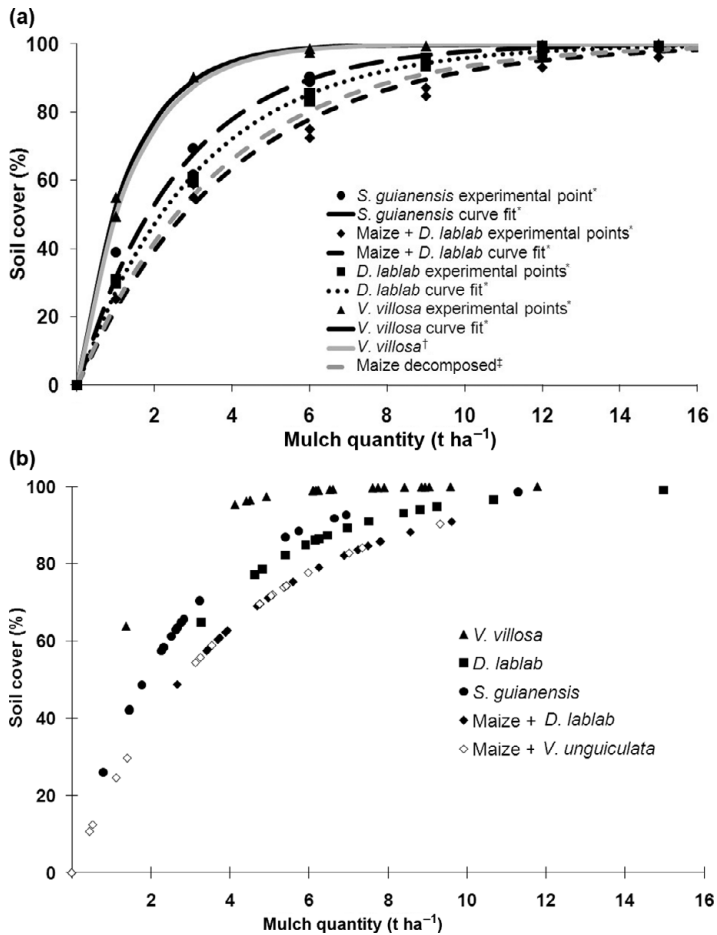 (a)
100
80
60
40
20
0
Soil cover (%)
S. guianensis experimental point*
S. guianensis curve fit*
Maize + D. lablab experimental points*
Maize + D. lablab curve fit*
D. lablab experimental points*
D. lablab curve fit*
V. villosa experimental points*
V. villosa curve fit*
V. villosa†
Maize decomposed‡
2 4 6 8 10 12 14 16
Mulch quantity (t ha⁻¹)
(b)
100
80
60
40
20
0
Soil cover (%)
V. villosa
D. lablab
S. guianensis
Maize + D. lablab
Maize + V. unguiculata
2 4 6 8 10 12 14 16
Mulch quantity (t ha⁻¹)